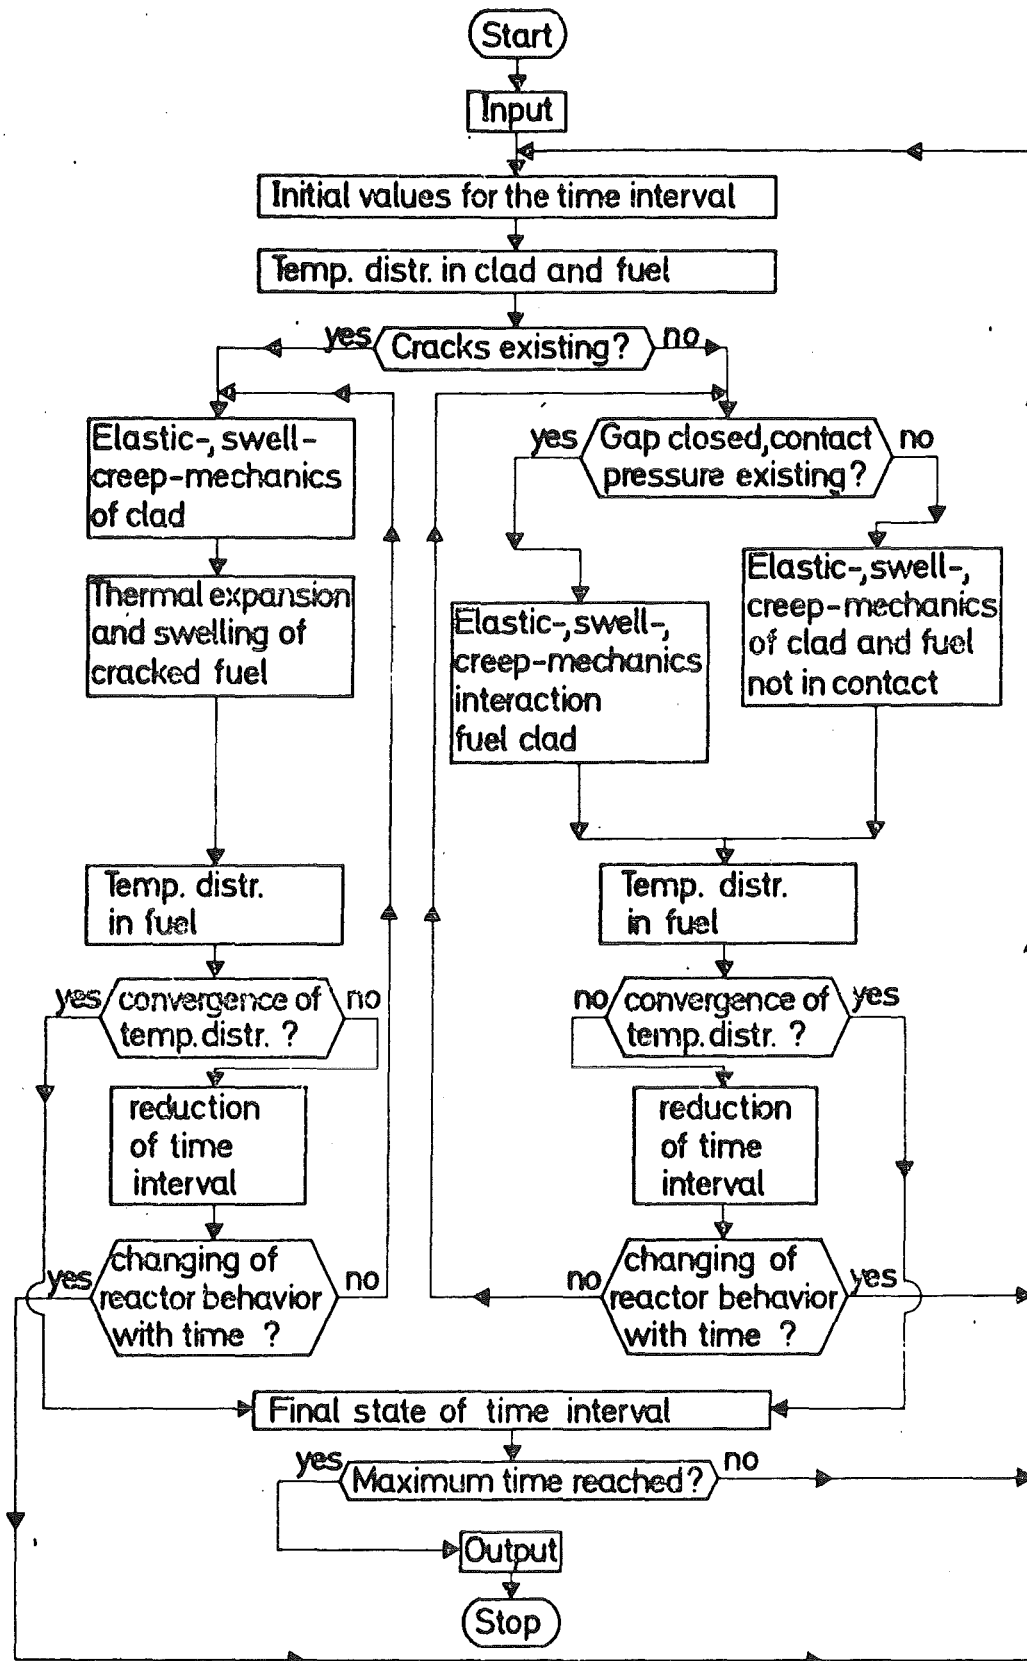 Start
Input
Initial values for the time interval
Temp. distr. in clad and fuel
yes
Cracks existing?
no
Elastic-, swell-
creep-mechanics
of clad
Thermal expansion
and swelling of
cracked fuel
Temp. distr.
in fuel
yes
convergence of
temp. distr. ?
no
reduction
of time
interval
yes
changing of
reactor behavior
with time ?
no
yes
Gap closed, contact
pressure existing?
no
Elastic-, swell-,
creep-mechanics
interaction
fuel clad
Elastic-, swell-,
creep-mechanics
of clad and fuel
not in contact
Temp. distr.
in fuel
no
convergence of
temp. distr. ?
yes
reduction
of time
interval
no
changing of
reactor behavior
with time ?
yes
Final state of time interval
yes
Maximum time reached?
no
Output
Stop